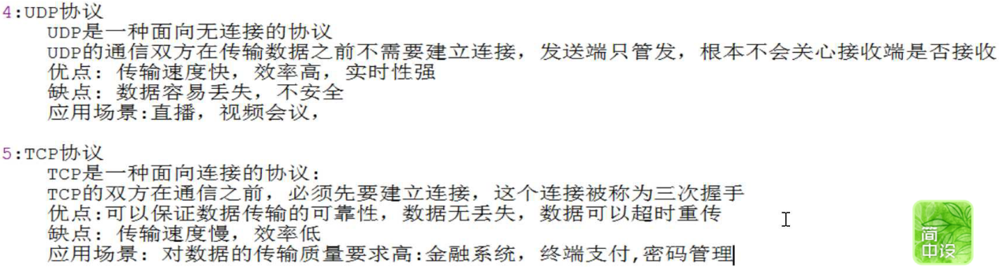 4:UDP协议
UDP是一种面向无连接的协议
UDP的通信双方在传输数据之前不需要建立连接，发送端只管发，根本不会关心接收端是否接收
优点：传输速度快，效率高，实时性强
缺点：数据容易丢失，不安全
应用场景:直播，视频会议，
5:TCP协议
TCP是一种面向连接的协议：
TCP的双方在通信之前，必须先要建立连接，这个连接被称为三次握手
优点:可以保证数据传输的可靠性，数据无丢失，数据可以超时重传
缺点：传输速度慢，效率低
应用场景：对数据的传输质量要求高:金融系统，终端支付,密码管理
简
中设